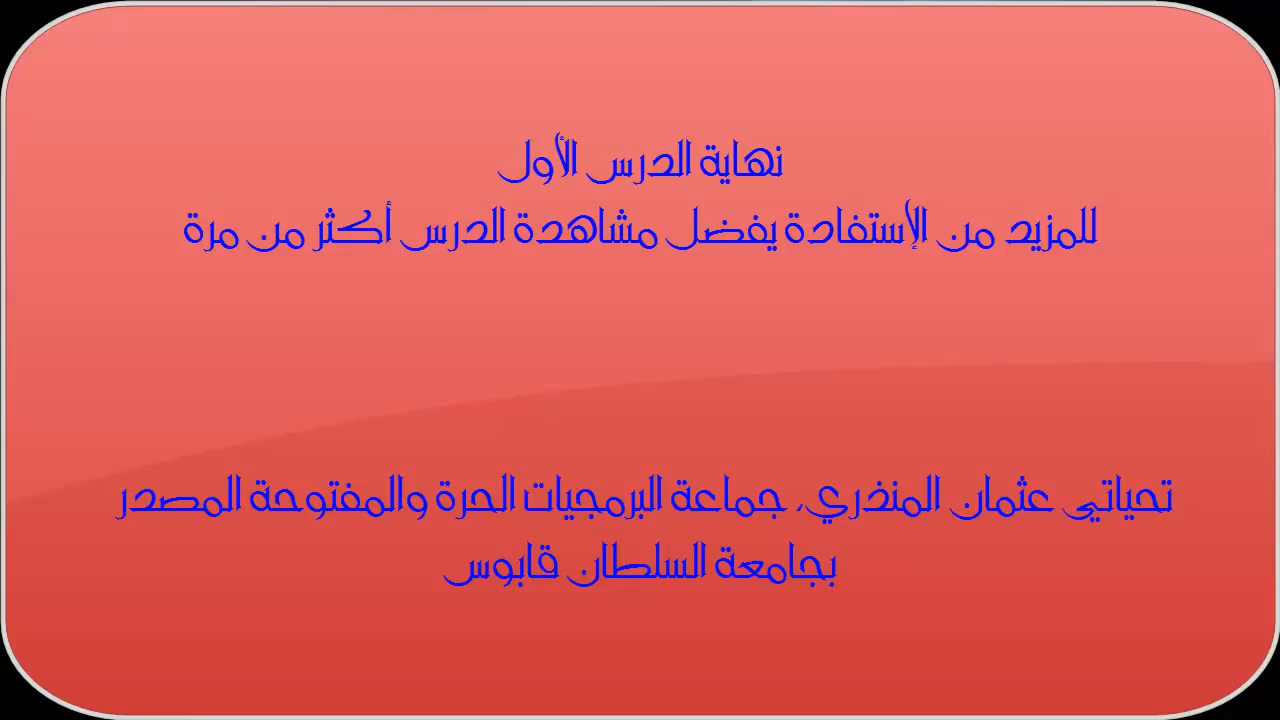 نهاية الدرس الأول
للمزيد من الإستفادة يفضل مشاهدة الدرس أكثر من مرة
تحياتي عثمان المنذري، جماعة البرمجيات الحرة والمفتوحة المصدر
بجامعة السلطان قابوس